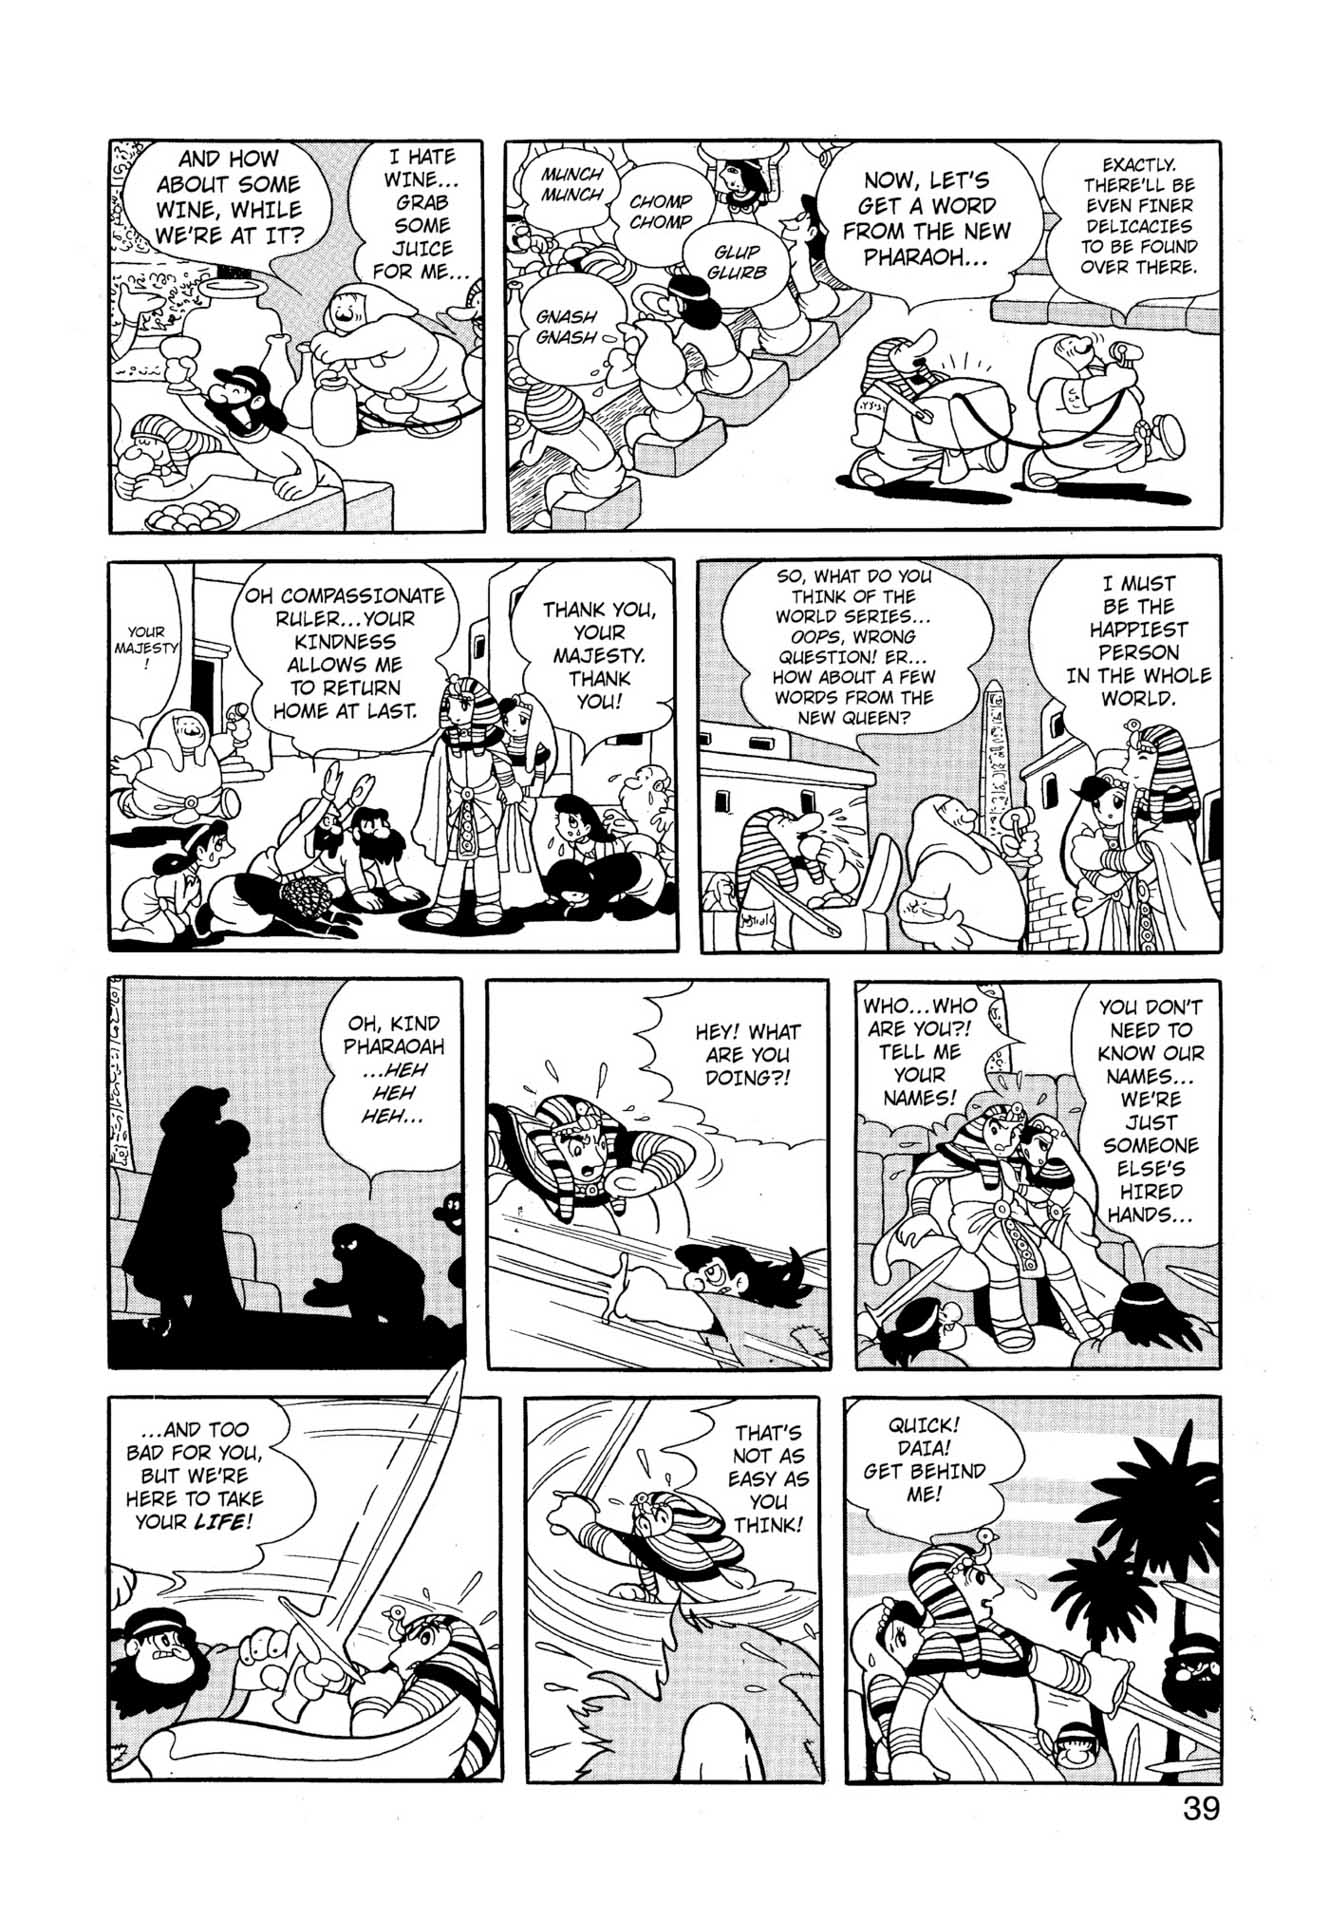 AND HOW
ABOUT SOME
WINE, WHILE
WE'RE AT IT?
I HATE
WINE...
GRAB
SOME
JUICE
FOR ME...
MUNCH
MUNCH
CHOMP
CHOMP
GLUP
GLURB
GNASH
GNASH
NOW, LET'S
GET A WORD
FROM THE NEW
PHARAOH...
EXACTLY.
THERE'LL BE
EVEN FINER
DELICACIES
TO BE FOUND
OVER THERE.
YOUR
MAJESTY
!
OH COMPASSIONATE
RULER...YOUR
KINDNESS
ALLOWS ME
TO RETURN
HOME AT LAST.
THANK YOU,
YOUR
MAJESTY.
THANK
YOU!
SO, WHAT DO YOU
THINK OF THE
WORLD SERIES...
OOPS, WRONG
QUESTION! ER...
HOW ABOUT A FEW
WORDS FROM THE
NEW QUEEN?
I MUST
BE THE
HAPPIEST
PERSON
IN THE WHOLE
WORLD.
OH, KIND
PHARAOAH
...HEH
HEH
HEH...
HEY! WHAT
ARE YOU
DOING?!
WHO...WHO
ARE YOU?!
TELL ME
YOUR
NAMES!
YOU DON'T
NEED TO
KNOW OUR
NAMES...
WE'RE
JUST
SOMEONE
ELSE'S
HIRED
HANDS...
...AND TOO
BAD FOR YOU,
BUT WE'RE
HERE TO TAKE
YOUR LIFE!
THAT'S
NOT AS
EASY AS
YOU
THINK!
QUICK!
DAIA!
GET BEHIND
ME!
39